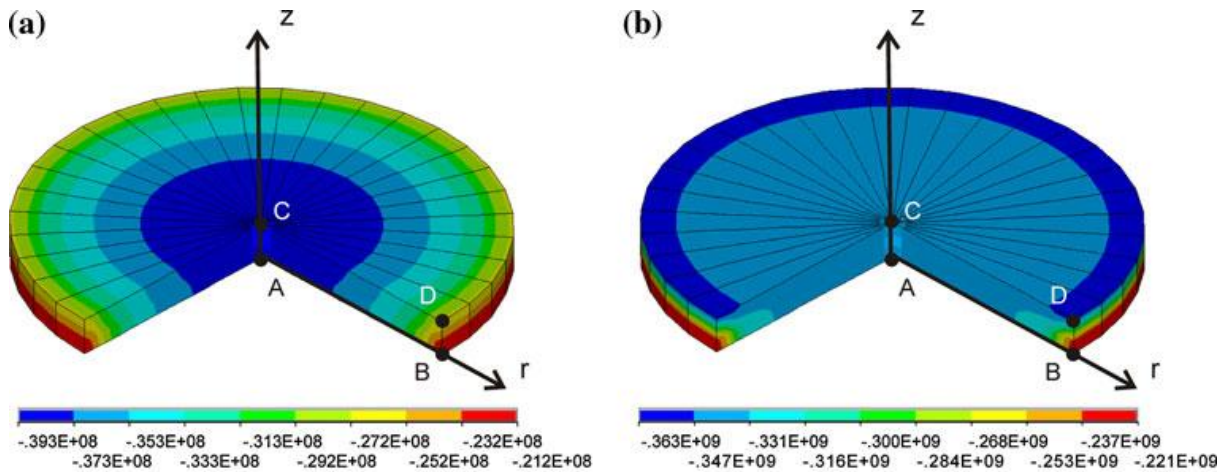 (a)
z
C
A
D
B
r
-.393E+08 -.353E+08 -.313E+08 -.272E+08 -.232E+08
-.373E+08 -.333E+08 -.292E+08 -.252E+08 -.212E+08
(b)
z
C
A
D
B
r
-.363E+09 -.331E+09 -.300E+09 -.268E+09 -.237E+09
-.347E+09 -.316E+09 -.284E+09 -.253E+09 -.221E+09